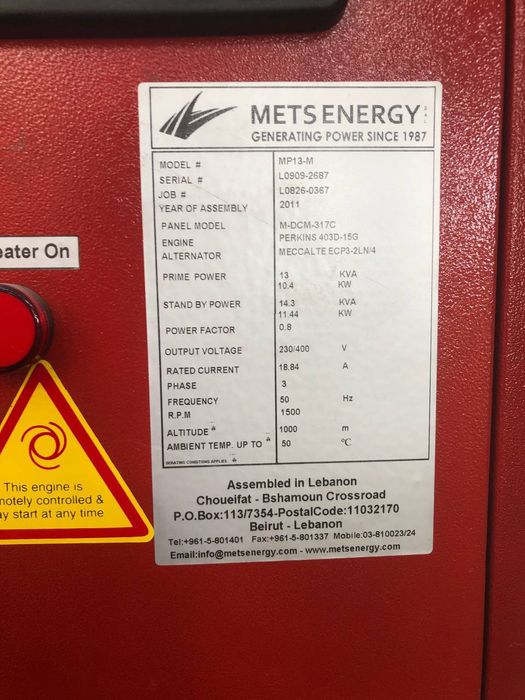 METSENERGY SAL
GENERATING POWER SINCE 1987
MODEL # MP13-M
SERIAL # L0909-2687
JOB # L0826-0367
YEAR OF ASSEMBLY 2011
PANEL MODEL M-DCM-317C
ENGINE PERKINS 403D-15G
ALTERNATOR MECCALTE ECP3-2LN/4
PRIME POWER 13 KVA
10.4 KW
STAND BY POWER 14.3 KVA
11.44 KW
POWER FACTOR 0.8
OUTPUT VOLTAGE 230/400 V
RATED CURRENT 18.84 A
PHASE 3
FREQUENCY 50 Hz
R.P.M 1500
ALTITUDE 1000 m
AMBIENT TEMP. UP TO 50 °C
DERATING CONDITIONS APPLIES
Assembled in Lebanon
Choueifat - Bshamoun Crossroad
P.O.Box:113/7354-PostalCode:11032170
Beirut - Lebanon
Tel:+961-5-801401 Fax:+961-5-801337 Mobile:03-810023/24
Email:info@metsenergy.com - www.metsenergy.com
eater On
This engine is
notely controlled &
ay start at any time